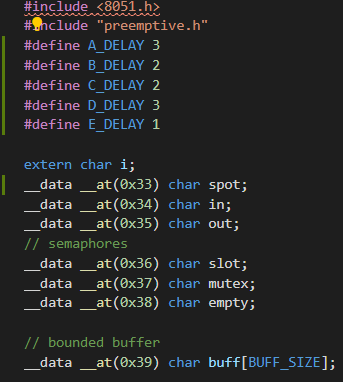 #include <8051.h>
#include "preemptive.h"
#define A_DELAY 3
#define B_DELAY 2
#define C_DELAY 2
#define D_DELAY 3
#define E_DELAY 1
extern char i;
__data __at(0x33) char spot;
__data __at(0x34) char in;
__data __at(0x35) char out;
// semaphores
__data __at(0x36) char slot;
__data __at(0x37) char mutex;
__data __at(0x38) char empty;
// bounded buffer
__data __at(0x39) char buff[BUFF_SIZE];